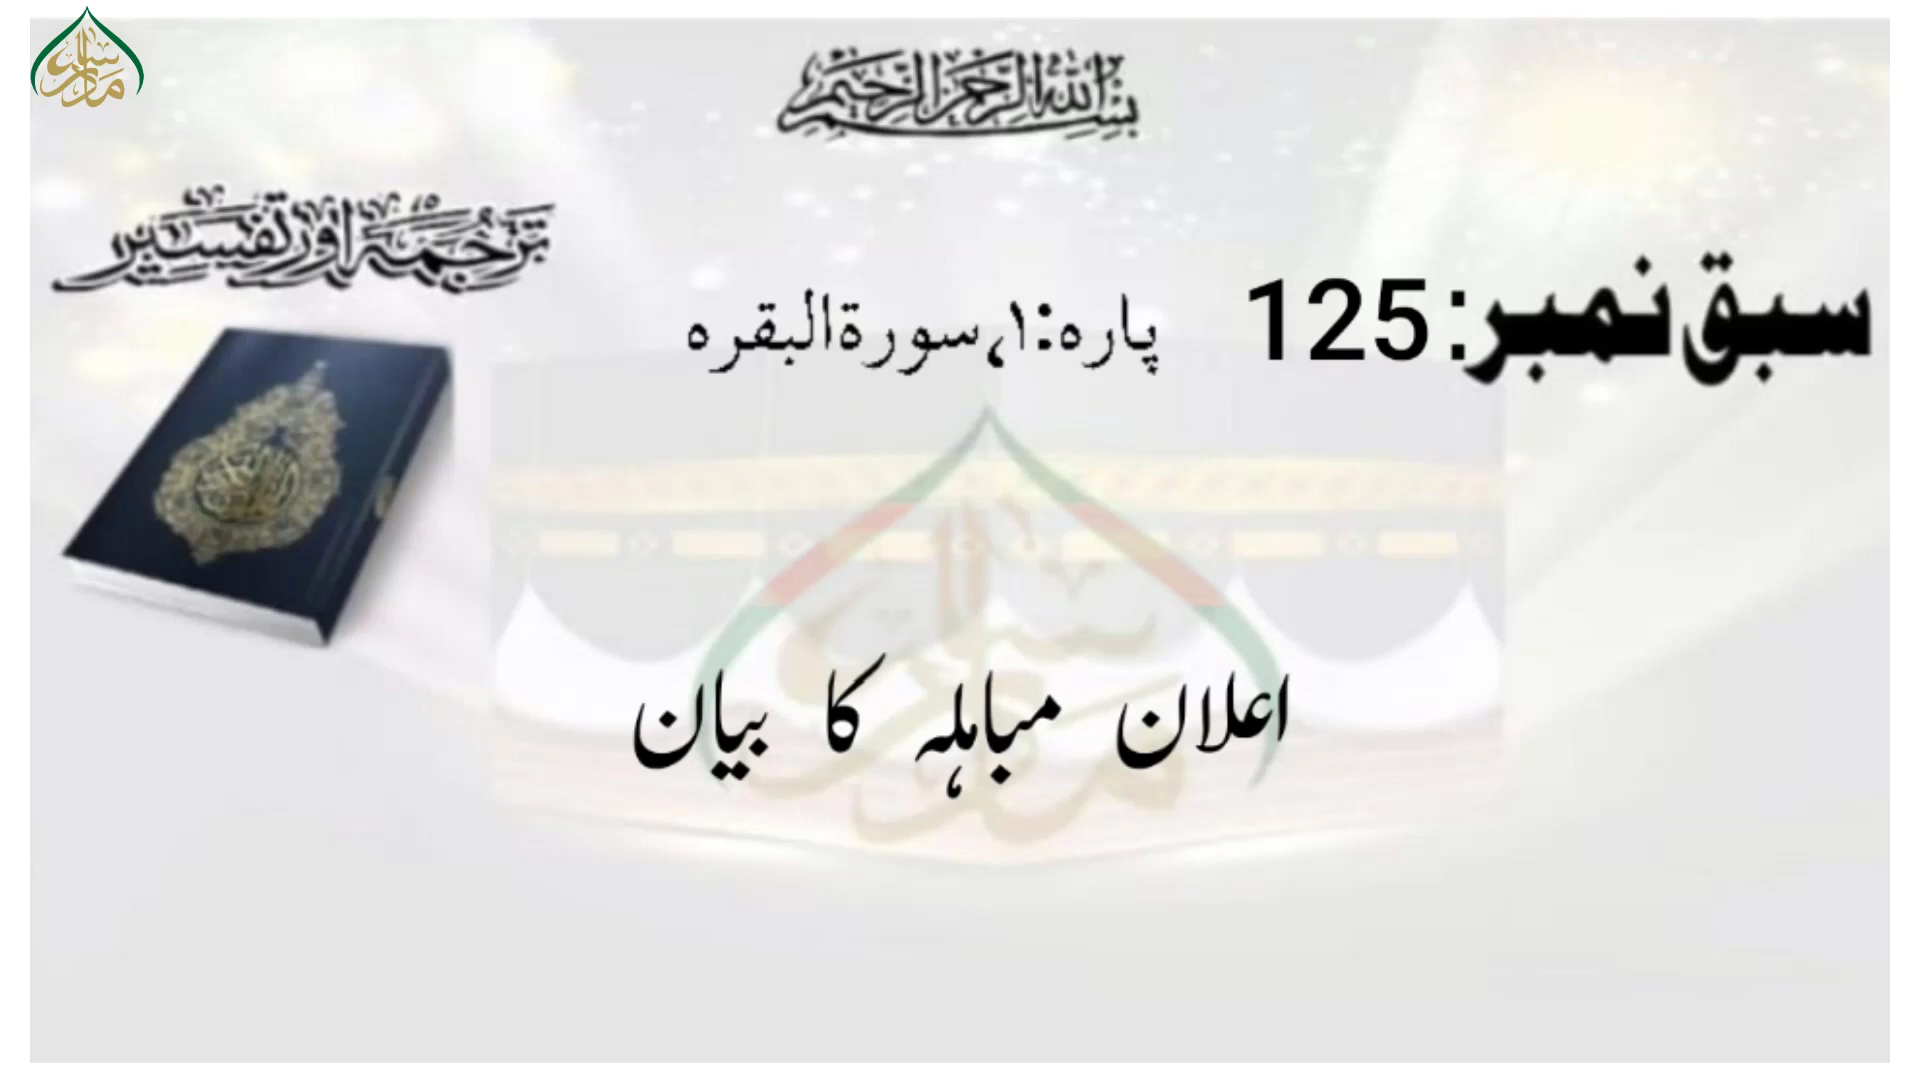 بسم اللہ الرحمن الرحیم
ترجمہ اور تفسیر
سبق نمبر: 125
پارہ:۱، سورۃ البقرہ
اعلان مباہلہ کا بیان